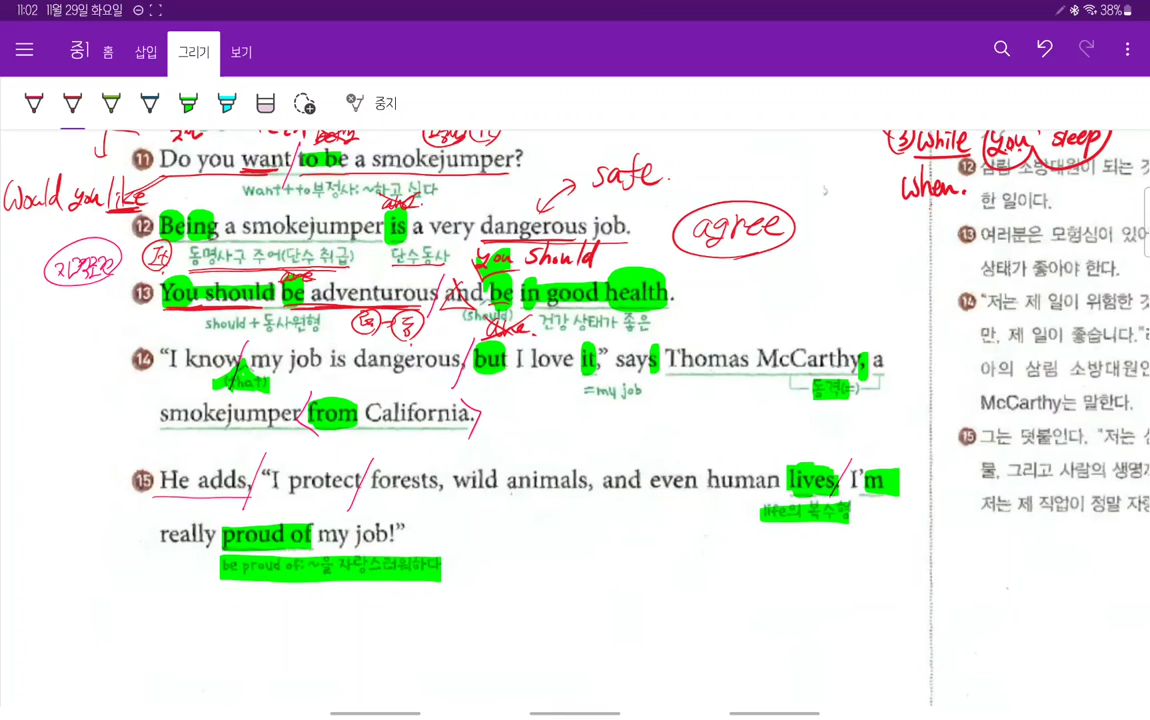 11:02 11월 29일 화요일
38%
중1 홈 삽입 그리기 보기
중지
(3) while (you sleep)
when.
⑪ Do you want to be a smokejumper?
want + to부정사: ~하고 싶다
Would you like
safe.
⑫ Being a smokejumper is a very dangerous job.
It 동명사구 주어(단수 취급) 단수동사
agree
you should
⑬ You should be adventurous and be in good health.
should + 동사원형 (should) 건강 상태가 좋은
are.
⑭ “I know my job is dangerous, but I love it,” says Thomas McCarthy, a
=my job 동격(=)
smokejumper from California.
⑮ He adds, “I protect forests, wild animals, and even human lives. I’m
life의 복수형
really proud of my job!”
be proud of: ~을 자랑스러워하다
⑫ 삼림 소방대원이 되는 것
한 일이다.
⑬ 여러분은 모험심이 있어
상태가 좋아야 한다.
⑭ “저는 제 일이 위험한 것
만, 제 일이 좋습니다.”
아의 삼림 소방대원인
McCarthy는 말한다.
⑮ 그는 덧붙인다. “저는 
물, 그리고 사람의 생명
저는 제 직업이 정말 자랑